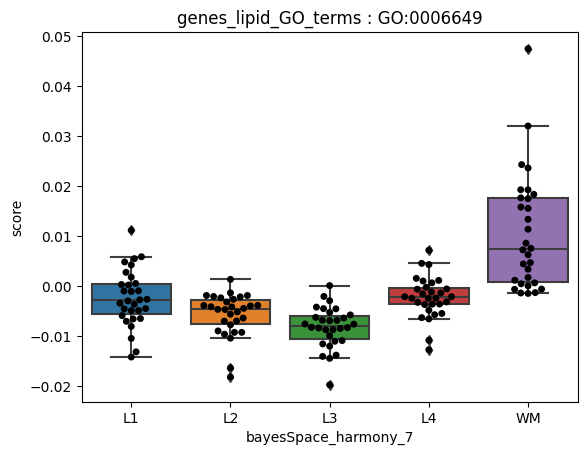 genes_lipid_GO_terms : GO:0006649
0.05
0.04
0.03
0.02
0.01
0.00
−0.01
−0.02
score
L1 L2 L3 L4 WM
bayesSpace_harmony_7